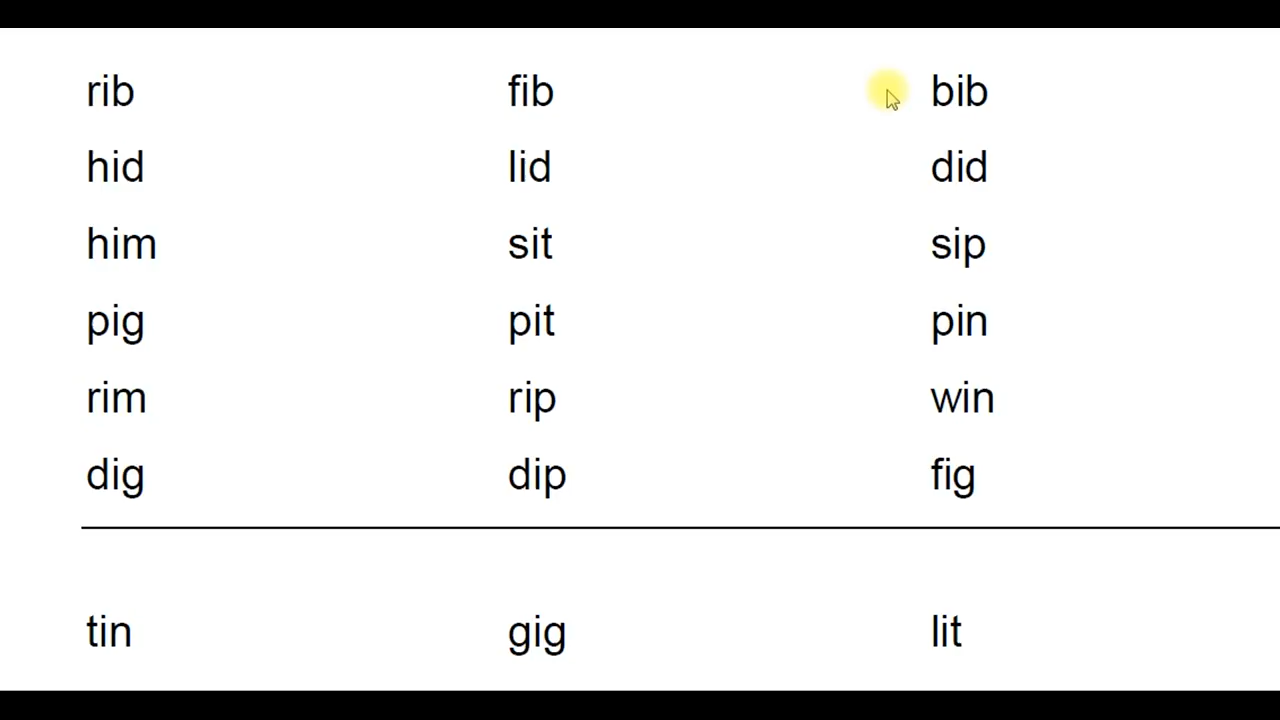 rib fib bib
hid lid did
him sit sip
pig pit pin
rim rip win
dig dip fig
tin gig lit